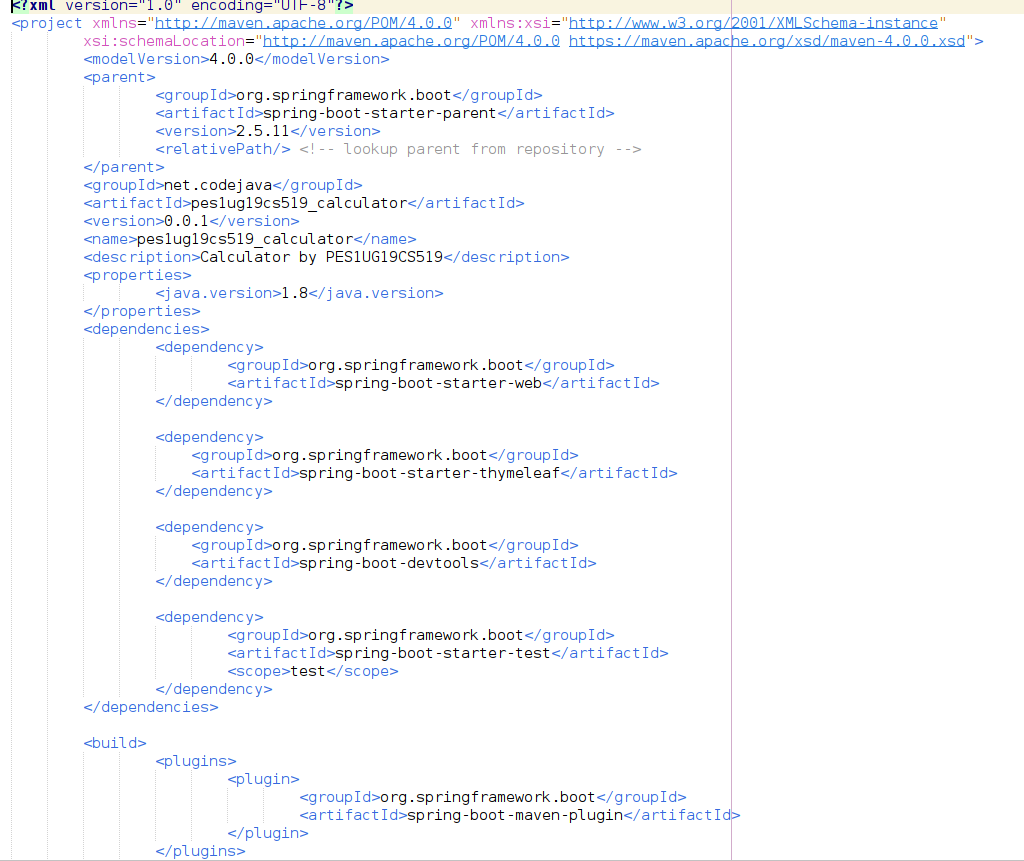 <?xml version="1.0" encoding="UTF-8"?>
<project xmlns="http://maven.apache.org/POM/4.0.0" xmlns:xsi="http://www.w3.org/2001/XMLSchema-instance"
xsi:schemaLocation="http://maven.apache.org/POM/4.0.0 https://maven.apache.org/xsd/maven-4.0.0.xsd">
<modelVersion>4.0.0</modelVersion>
<parent>
<groupId>org.springframework.boot</groupId>
<artifactId>spring-boot-starter-parent</artifactId>
<version>2.5.11</version>
<relativePath/> <!-- lookup parent from repository -->
</parent>
<groupId>net.codejava</groupId>
<artifactId>pes1ug19cs519_calculator</artifactId>
<version>0.0.1</version>
<name>pes1ug19cs519_calculator</name>
<description>Calculator by PES1UG19CS519</description>
<properties>
<java.version>1.8</java.version>
</properties>
<dependencies>
<dependency>
<groupId>org.springframework.boot</groupId>
<artifactId>spring-boot-starter-web</artifactId>
</dependency>
<dependency>
<groupId>org.springframework.boot</groupId>
<artifactId>spring-boot-starter-thymeleaf</artifactId>
</dependency>
<dependency>
<groupId>org.springframework.boot</groupId>
<artifactId>spring-boot-devtools</artifactId>
</dependency>
<dependency>
<groupId>org.springframework.boot</groupId>
<artifactId>spring-boot-starter-test</artifactId>
<scope>test</scope>
</dependency>
</dependencies>
<build>
<plugins>
<plugin>
<groupId>org.springframework.boot</groupId>
<artifactId>spring-boot-maven-plugin</artifactId>
</plugin>
</plugins>